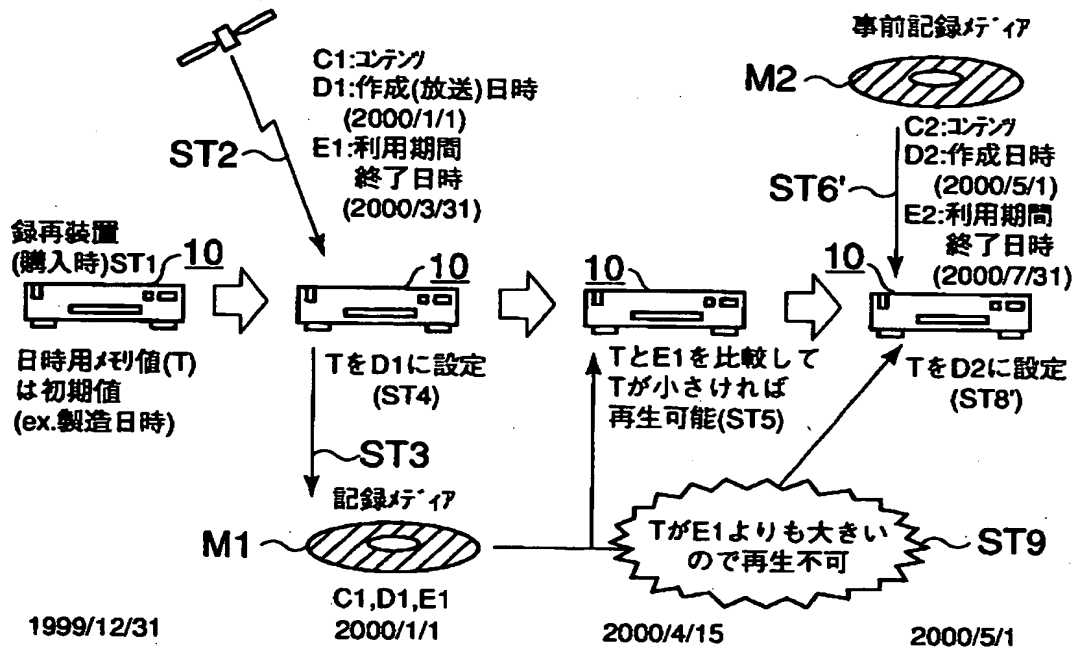 C1:コンテンツ
D1:作成(放送)日時
(2000/1/1)
E1:利用期間
終了日時
(2000/3/31)
ST2
事前記録メディア
M2
C2:コンテンツ
D2:作成日時
(2000/5/1)
E2:利用期間
終了日時
(2000/7/31)
ST6'
録再装置
(購入時)ST1
10
10
10
10
日時用メモリ値(T)
は初期値
(ex.製造日時)
TをD1に設定
(ST4)
TとE1を比較して
Tが小さければ
再生可能(ST5)
TをD2に設定
(ST8')
ST3
記録メディア
M1
C1,D1,E1
TがE1よりも大きい
ので再生不可
ST9
1999/12/31
2000/1/1
2000/4/15
2000/5/1